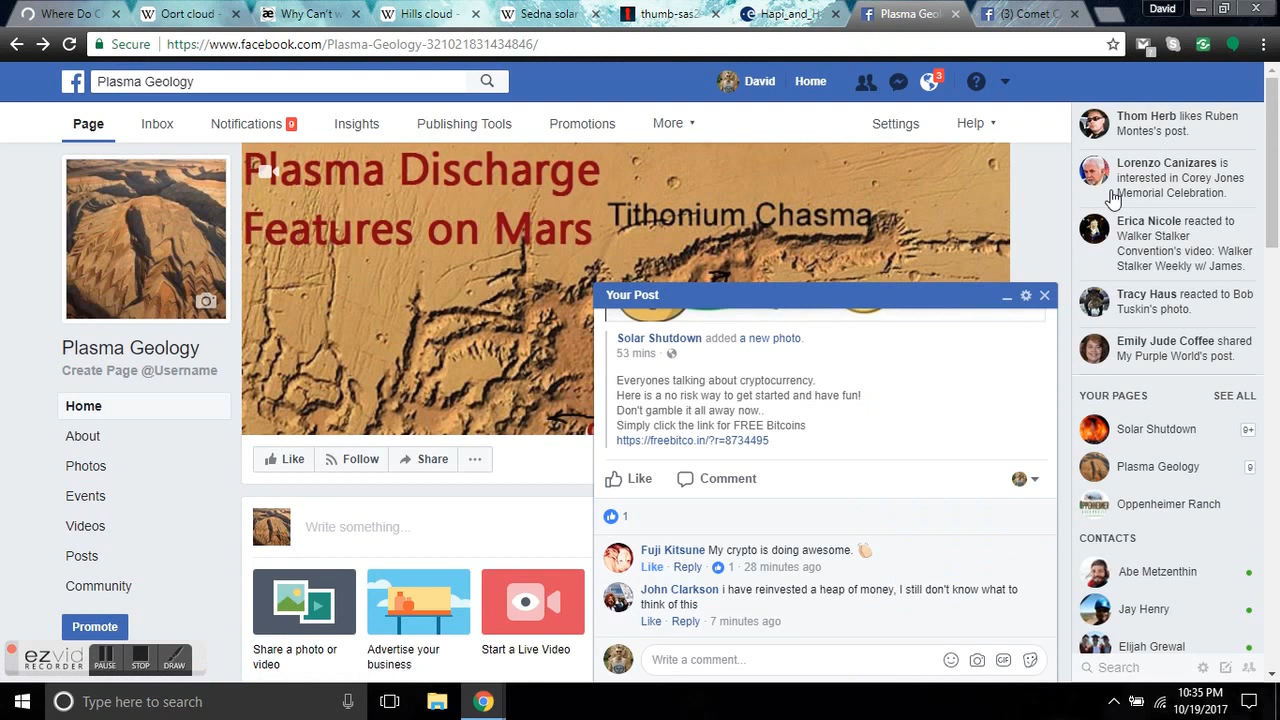 Where Do C
Oort cloud -
Why Can't v
Hills cloud -
Sedna solar
thumb-sas2
Hapi_and_H
Plasma Geol
(3) Comet C
David
Secure
https://www.facebook.com/Plasma-Geology-321021831434846/
Plasma Geology
David
Home
3
Page
Inbox
Notifications 9
Insights
Publishing Tools
Promotions
More
Settings
Help
Plasma Discharge
Features on Mars
Tithonium Chasma
Plasma Geology
Create Page @Username
Home
About
Photos
Events
Videos
Posts
Community
Promote
Like
Follow
Share
Write something...
Share a photo or
video
Advertise your
business
Start a Live Video
Your Post
Solar Shutdown added a new photo.
53 mins
Everyones talking about cryptocurrency.
Here is a no risk way to get started and have fun!
Don't gamble it all away now..
Simply click the link for FREE Bitcoins
https://freebitco.in/?r=8734495
Like
Comment
1
Fuji Kitsune My crypto is doing awesome.
Like · Reply · 1 · 28 minutes ago
John Clarkson i have reinvested a heap of money, I still don't know what to
think of this
Like · Reply · 7 minutes ago
Write a comment...
GIF
Thom Herb likes Ruben
Montes's post.
Lorenzo Canizares is
interested in Corey Jones
Memorial Celebration.
Erica Nicole reacted to
Walker Stalker
Convention's video: Walker
Stalker Weekly w/ James.
Tracy Haus reacted to Bob
Tuskin's photo.
Emily Jude Coffee shared
My Purple World's post.
YOUR PAGES
SEE ALL
Solar Shutdown
9+
Plasma Geology
9
Oppenheimer Ranch
CONTACTS
Abe Metzenthin
Jay Henry
Elijah Grewal
Search
ezvid
RECORDER
PAUSE
STOP
DRAW
Type here to search
10:35 PM
10/19/2017